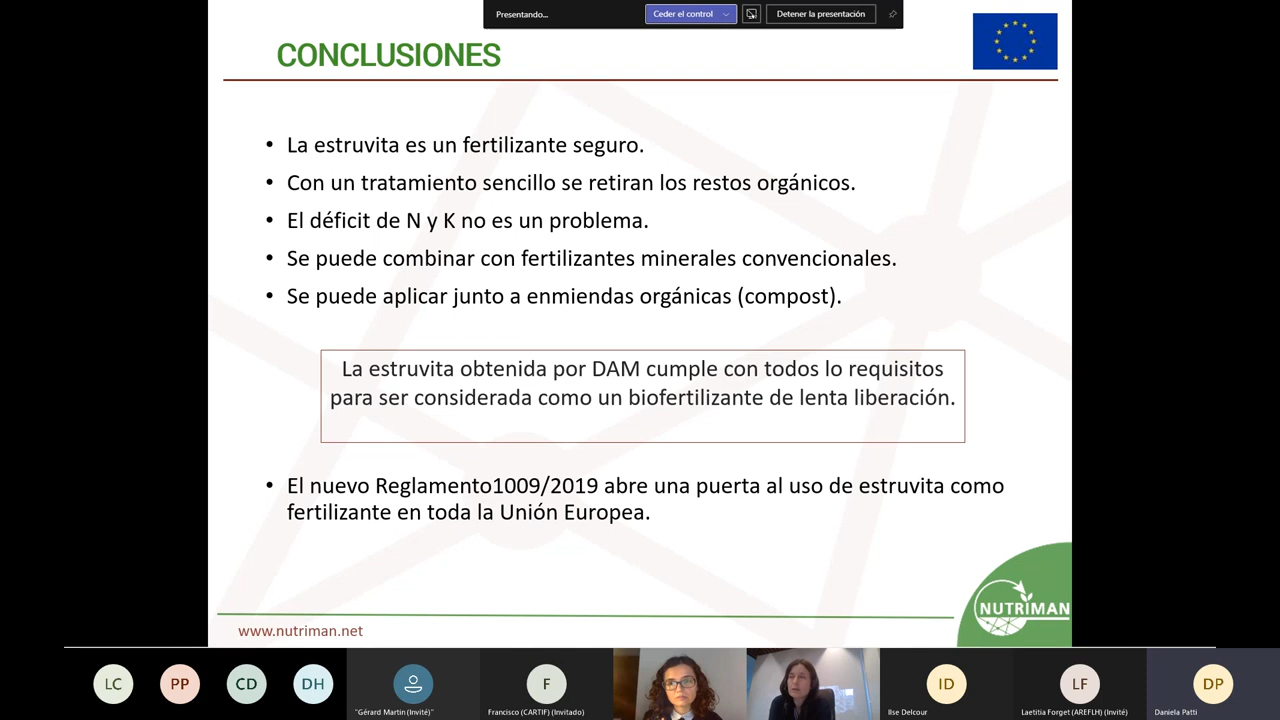 Presentando...
Ceder el control
Detener la presentación
CONCLUSIONES
• La estruvita es un fertilizante seguro.
• Con un tratamiento sencillo se retiran los restos orgánicos.
• El déficit de N y K no es un problema.
• Se puede combinar con fertilizantes minerales convencionales.
• Se puede aplicar junto a enmiendas orgánicas (compost).
La estruvita obtenida por DAM cumple con todos lo requisitos
para ser considerada como un biofertilizante de lenta liberación.
• El nuevo Reglamento1009/2019 abre una puerta al uso de estruvita como
fertilizante en toda la Unión Europea.
NUTRIMAN
www.nutriman.net
LC
PP
CD
DH
F
ID
LF
DP
"Gérard Martin (Invité)"
Francisco (CARTIF) (Invitado)
Ilse Delcour
Laetitia Forget (AREFLH) (Invité)
Daniela Patti